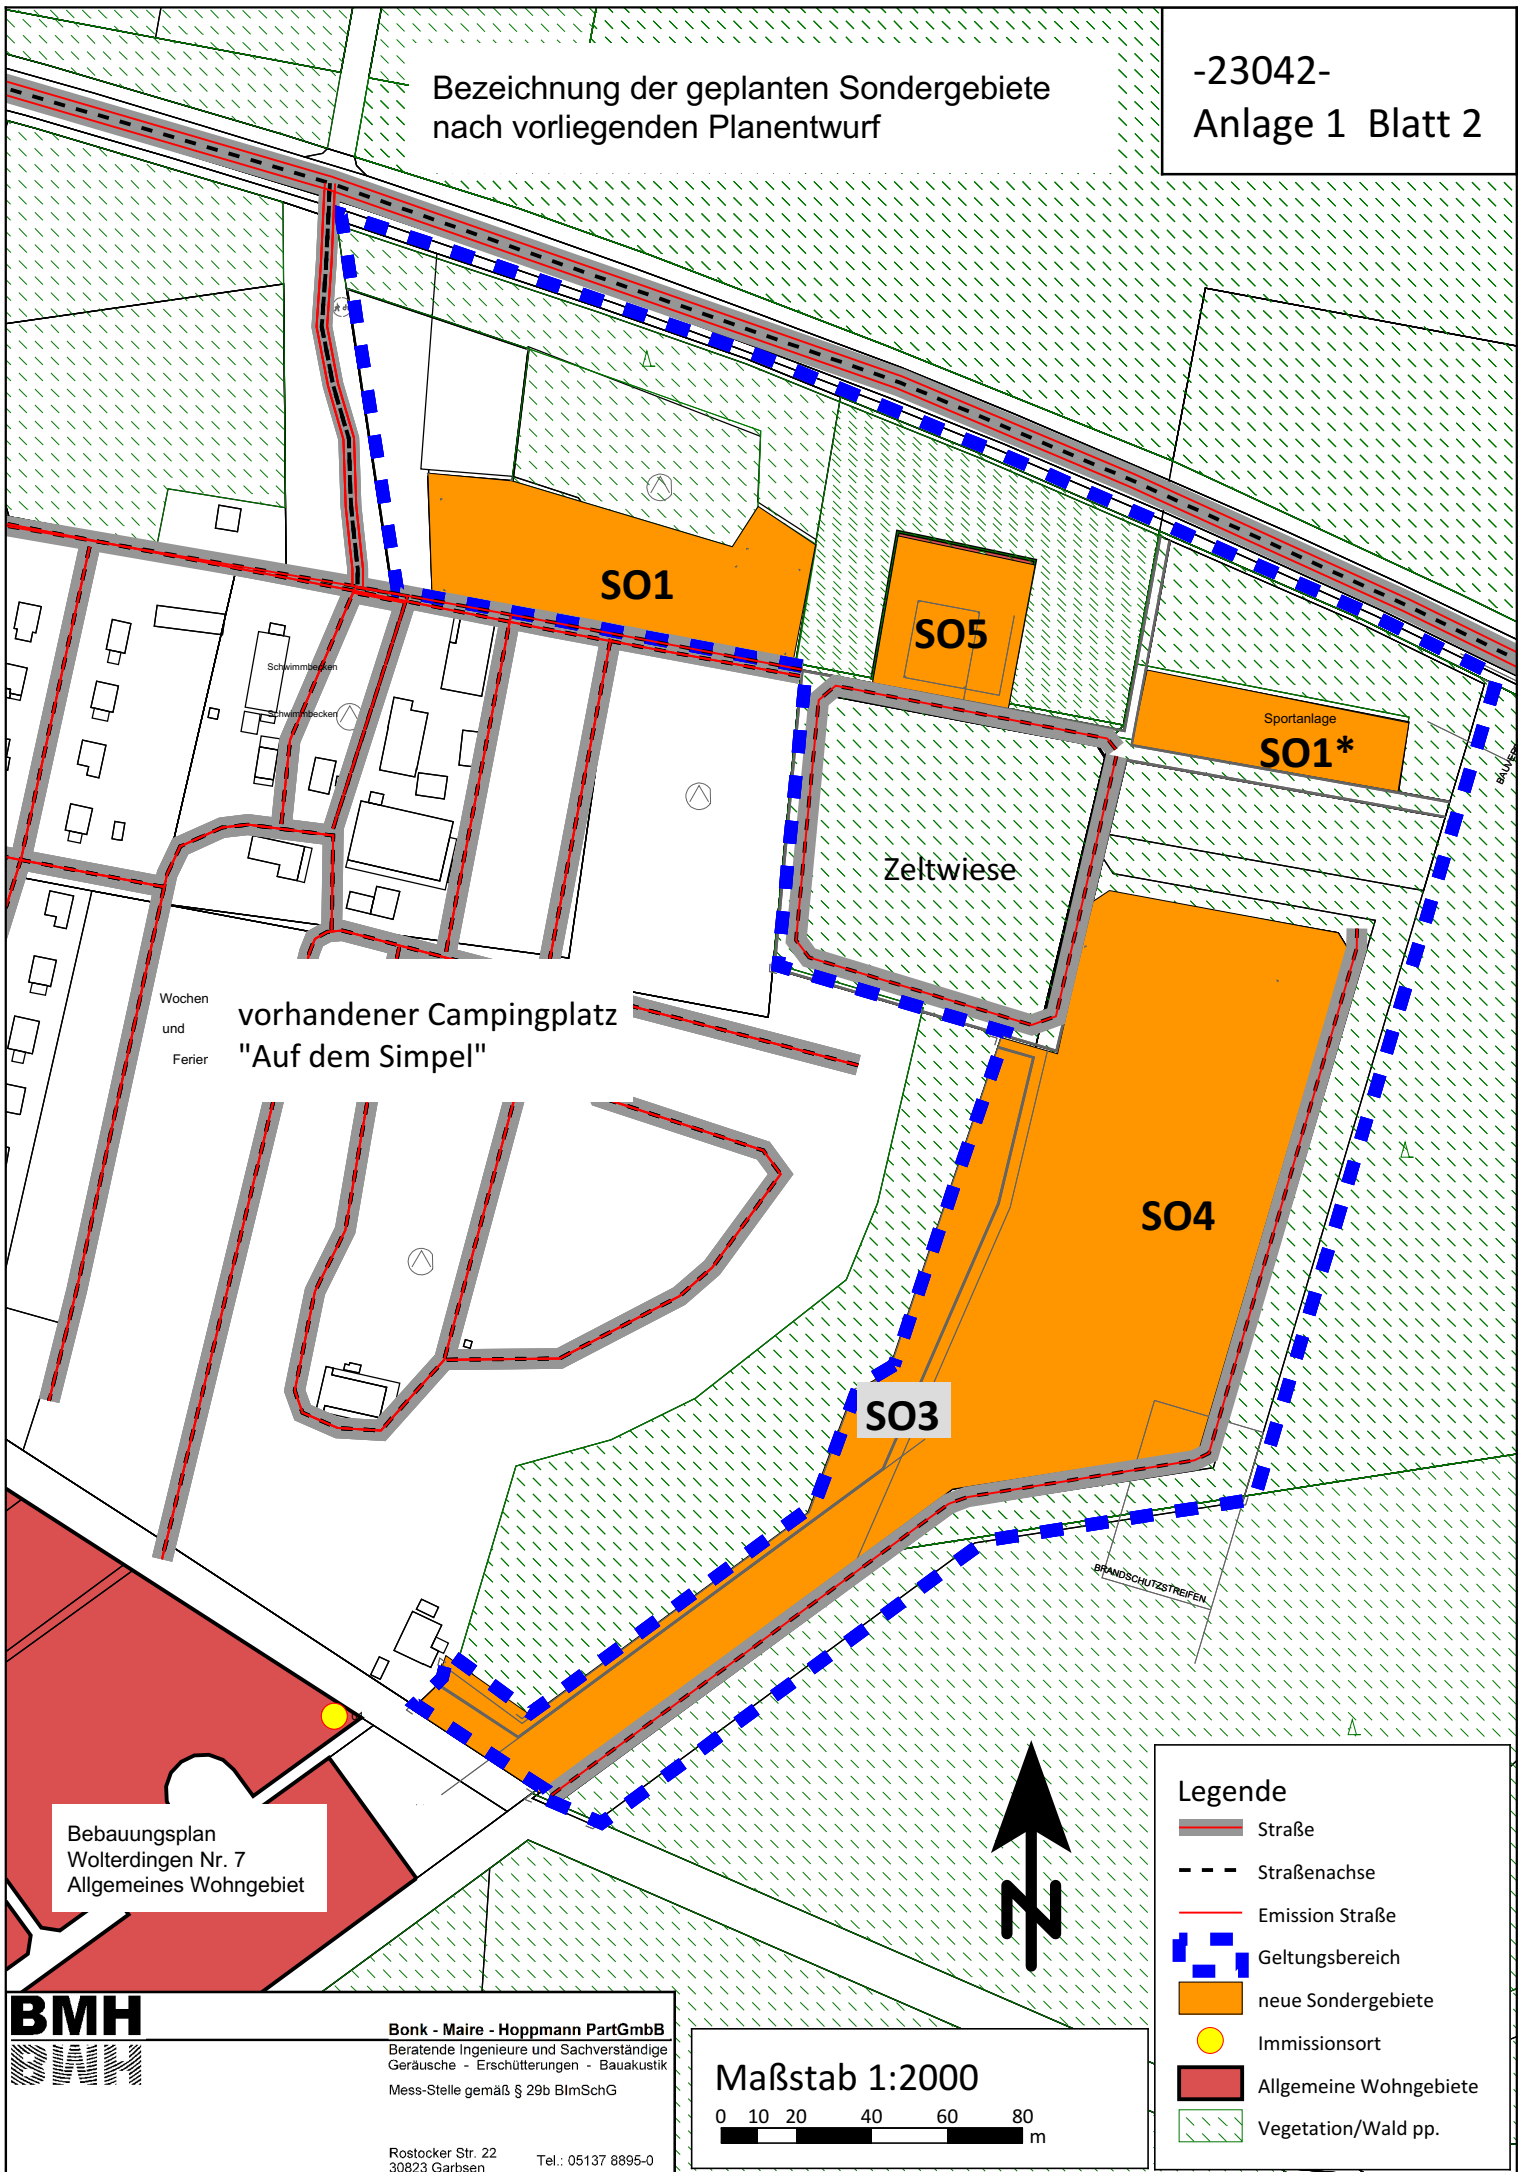 Bezeichnung der geplanten Sondergebiete
nach vorliegenden Planentwurf
-23042-
Anlage 1 Blatt 2
SO1
SO5
Sportanlage
SO1*
Schwimmbecken
Schwimmbecken
Zeltwiese
Wochen
und
Ferier
vorhandener Campingplatz
"Auf dem Simpel"
SO4
SO3
BRANDSCHUTZSTREIFEN
Bebauungsplan
Wolterdingen Nr. 7
Allgemeines Wohngebiet
Legende
Straße
Straßenachse
Emission Straße
Geltungsbereich
neue Sondergebiete
Immissionsort
Allgemeine Wohngebiete
Vegetation/Wald pp.
N
BMH
BMH
Bonk - Maire - Hoppmann PartGmbB
Beratende Ingenieure und Sachverständige
Geräusche - Erschütterungen - Bauakustik
Mess-Stelle gemäß § 29b BImSchG
Rostocker Str. 22
30823 Garbsen
Tel.: 05137 8895-0
Maßstab 1:2000
0 10 20 40 60 80
m